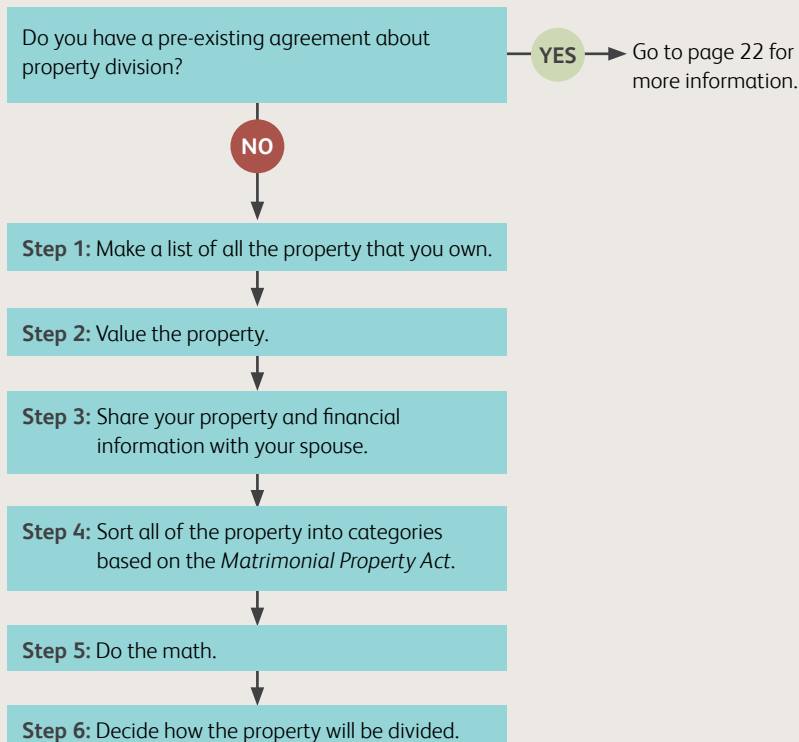 Do you have a pre-existing agreement about
property division?
YES
Go to page 22 for
more information.
NO
Step 1: Make a list of all the property that you own.
Step 2: Value the property.
Step 3: Share your property and financial
information with your spouse.
Step 4: Sort all of the property into categories
based on the Matrimonial Property Act.
Step 5: Do the math.
Step 6: Decide how the property will be divided.